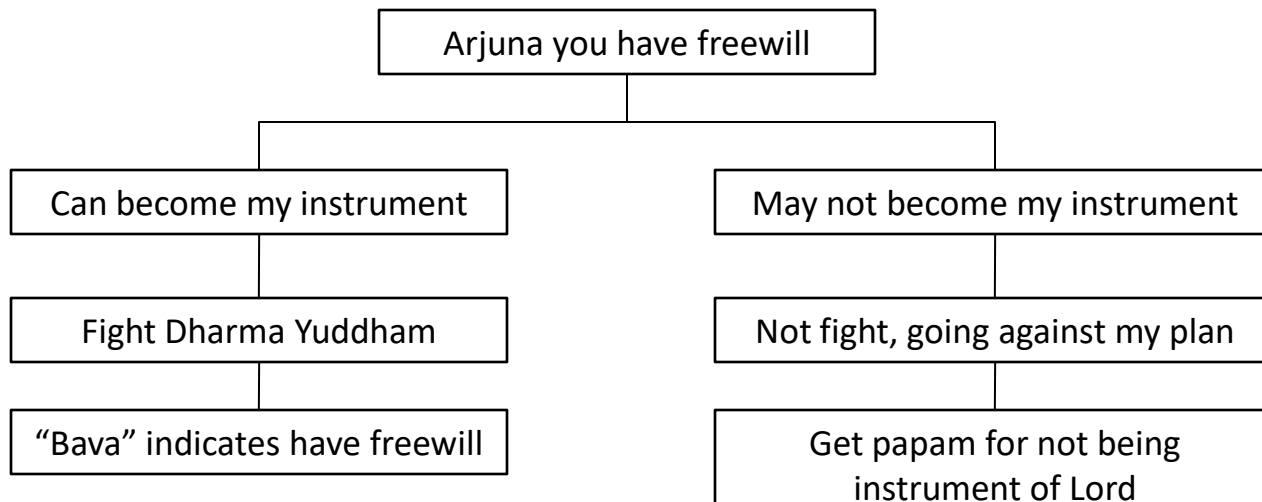 Arjuna you have freewill
Can become my instrument
May not become my instrument
Fight Dharma Yuddham
Not fight, going against my plan
“Bava” indicates have freewill
Get papam for not being
instrument of Lord